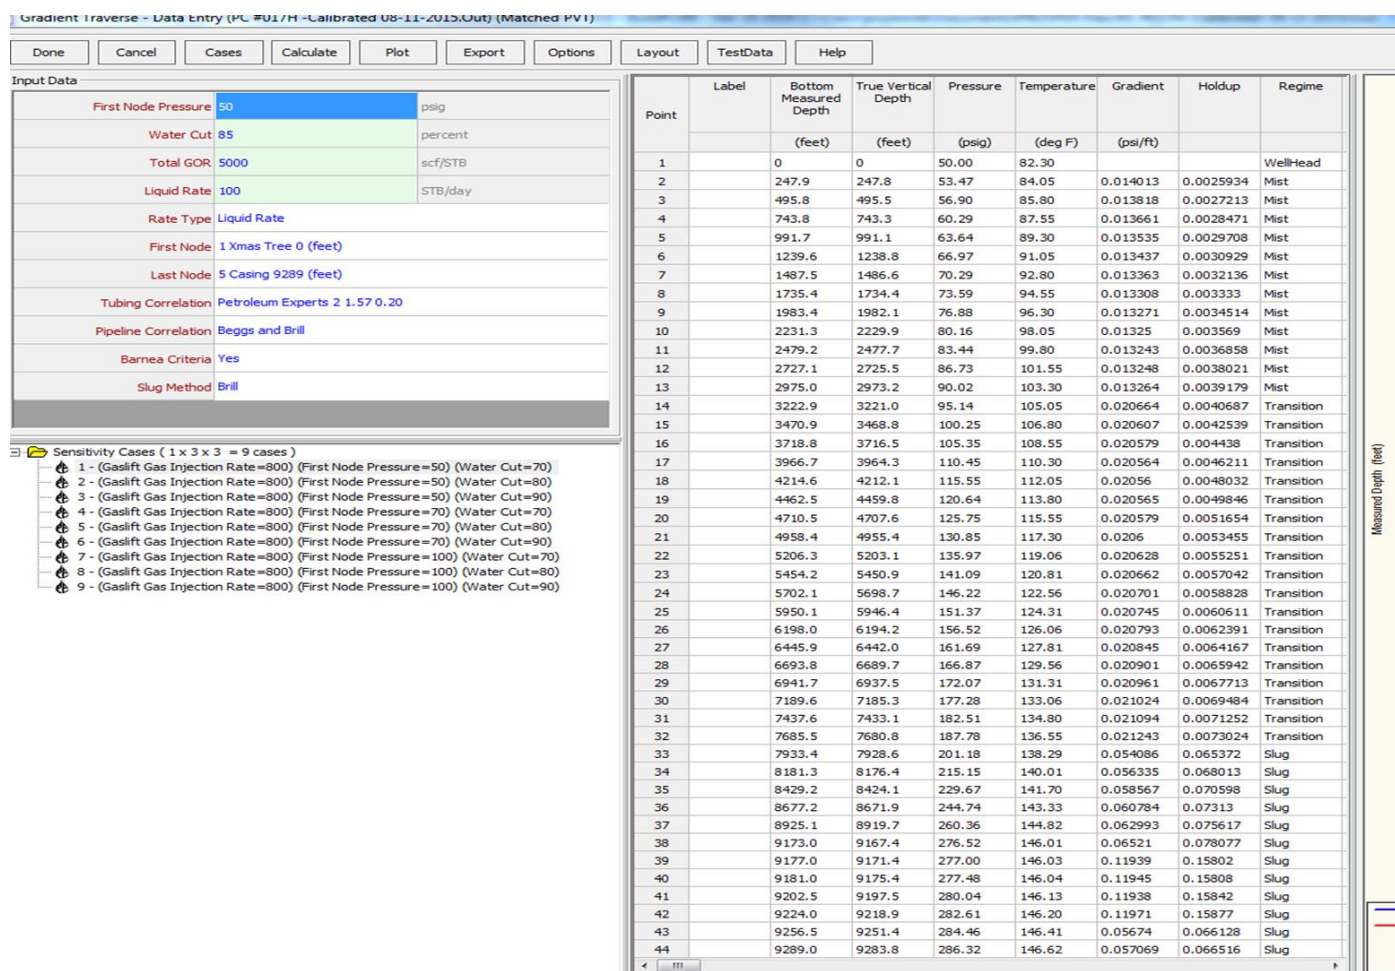 Gradient Traverse - Data Entry (PC #017H -Calibrated 08-11-2015.Out) (Matched PVT)
Done Cancel Cases Calculate Plot Export Options Layout TestData Help
Input Data
First Node Pressure 50 psig
Water Cut 85 percent
Total GOR 5000 scf/STB
Liquid Rate 100 STB/day
Rate Type Liquid Rate
First Node 1 Xmas Tree 0 (feet)
Last Node 5 Casing 9289 (feet)
Tubing Correlation Petroleum Experts 2 1.57 0.20
Pipeline Correlation Beggs and Brill
Barnea Criteria Yes
Slug Method Brill
Sensitivity Cases ( 1 x 3 x 3 = 9 cases )
1 - (Gaslift Gas Injection Rate=800) (First Node Pressure=50) (Water Cut=70)
2 - (Gaslift Gas Injection Rate=800) (First Node Pressure=50) (Water Cut=80)
3 - (Gaslift Gas Injection Rate=800) (First Node Pressure=50) (Water Cut=90)
4 - (Gaslift Gas Injection Rate=800) (First Node Pressure=70) (Water Cut=70)
5 - (Gaslift Gas Injection Rate=800) (First Node Pressure=70) (Water Cut=80)
6 - (Gaslift Gas Injection Rate=800) (First Node Pressure=70) (Water Cut=90)
7 - (Gaslift Gas Injection Rate=800) (First Node Pressure=100) (Water Cut=70)
8 - (Gaslift Gas Injection Rate=800) (First Node Pressure=100) (Water Cut=80)
9 - (Gaslift Gas Injection Rate=800) (First Node Pressure=100) (Water Cut=90)
Point Label Bottom Measured Depth True Vertical Depth Pressure Temperature Gradient Holdup Regime
(feet) (feet) (psig) (deg F) (psi/ft)
1 0 0 50.00 82.30 WellHead
2 247.9 247.8 53.47 84.05 0.014013 0.0025934 Mist
3 495.8 495.5 56.90 85.80 0.013818 0.0027213 Mist
4 743.8 743.3 60.29 87.55 0.013661 0.0028471 Mist
5 991.7 991.1 63.64 89.30 0.013535 0.0029708 Mist
6 1239.6 1238.8 66.97 91.05 0.013437 0.0030929 Mist
7 1487.5 1486.6 70.29 92.80 0.013363 0.0032136 Mist
8 1735.4 1734.4 73.59 94.55 0.013308 0.003333 Mist
9 1983.4 1982.1 76.88 96.30 0.013271 0.0034514 Mist
10 2231.3 2229.9 80.16 98.05 0.01325 0.003569 Mist
11 2479.2 2477.7 83.44 99.80 0.013243 0.0036858 Mist
12 2727.1 2725.5 86.73 101.55 0.013248 0.0038021 Mist
13 2975.0 2973.2 90.02 103.30 0.013264 0.0039179 Mist
14 3222.9 3221.0 95.14 105.05 0.020664 0.0040687 Transition
15 3470.9 3468.8 100.25 106.80 0.020607 0.0042539 Transition
16 3718.8 3716.5 105.35 108.55 0.020579 0.004438 Transition
17 3966.7 3964.3 110.45 110.30 0.020564 0.0046211 Transition
18 4214.6 4212.1 115.55 112.05 0.02056 0.0048032 Transition
19 4462.5 4459.8 120.64 113.80 0.020565 0.0049846 Transition
20 4710.5 4707.6 125.75 115.55 0.020579 0.0051654 Transition
21 4958.4 4955.4 130.85 117.30 0.0206 0.0053455 Transition
22 5206.3 5203.1 135.97 119.06 0.020628 0.0055251 Transition
23 5454.2 5450.9 141.09 120.81 0.020662 0.0057042 Transition
24 5702.1 5698.7 146.22 122.56 0.020701 0.0058828 Transition
25 5950.1 5946.4 151.37 124.31 0.020745 0.0060611 Transition
26 6198.0 6194.2 156.52 126.06 0.020793 0.0062391 Transition
27 6445.9 6442.0 161.69 127.81 0.020845 0.0064167 Transition
28 6693.8 6689.7 166.87 129.56 0.020901 0.0065942 Transition
29 6941.7 6937.5 172.07 131.31 0.020961 0.0067713 Transition
30 7189.6 7185.3 177.28 133.06 0.021024 0.0069484 Transition
31 7437.6 7433.1 182.51 134.80 0.021094 0.0071252 Transition
32 7685.5 7680.8 187.78 136.55 0.021243 0.0073024 Transition
33 7933.4 7928.6 201.18 138.29 0.054086 0.065372 Slug
34 8181.3 8176.4 215.15 140.01 0.056335 0.068013 Slug
35 8429.2 8424.1 229.67 141.70 0.058567 0.070598 Slug
36 8677.2 8671.9 244.74 143.33 0.060784 0.07313 Slug
37 8925.1 8919.7 260.36 144.82 0.062993 0.075617 Slug
38 9173.0 9167.4 276.52 146.01 0.06521 0.078077 Slug
39 9177.0 9171.4 277.00 146.03 0.11939 0.15802 Slug
40 9181.0 9175.4 277.48 146.04 0.11945 0.15808 Slug
41 9202.5 9197.5 280.04 146.13 0.11938 0.15842 Slug
42 9224.0 9218.9 282.61 146.20 0.11971 0.15877 Slug
43 9256.5 9251.4 284.46 146.41 0.05674 0.066128 Slug
44 9289.0 9283.8 286.32 146.62 0.057069 0.066516 Slug
Measured Depth (feet)